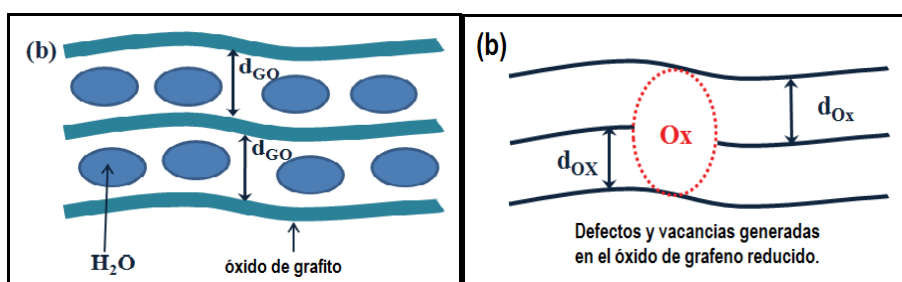 (b)
dGO
dGO
H2O
óxido de grafito
(b)
Ox
dOx
dOX
Defectos y vacancias generadas
en el óxido de grafeno reducido.